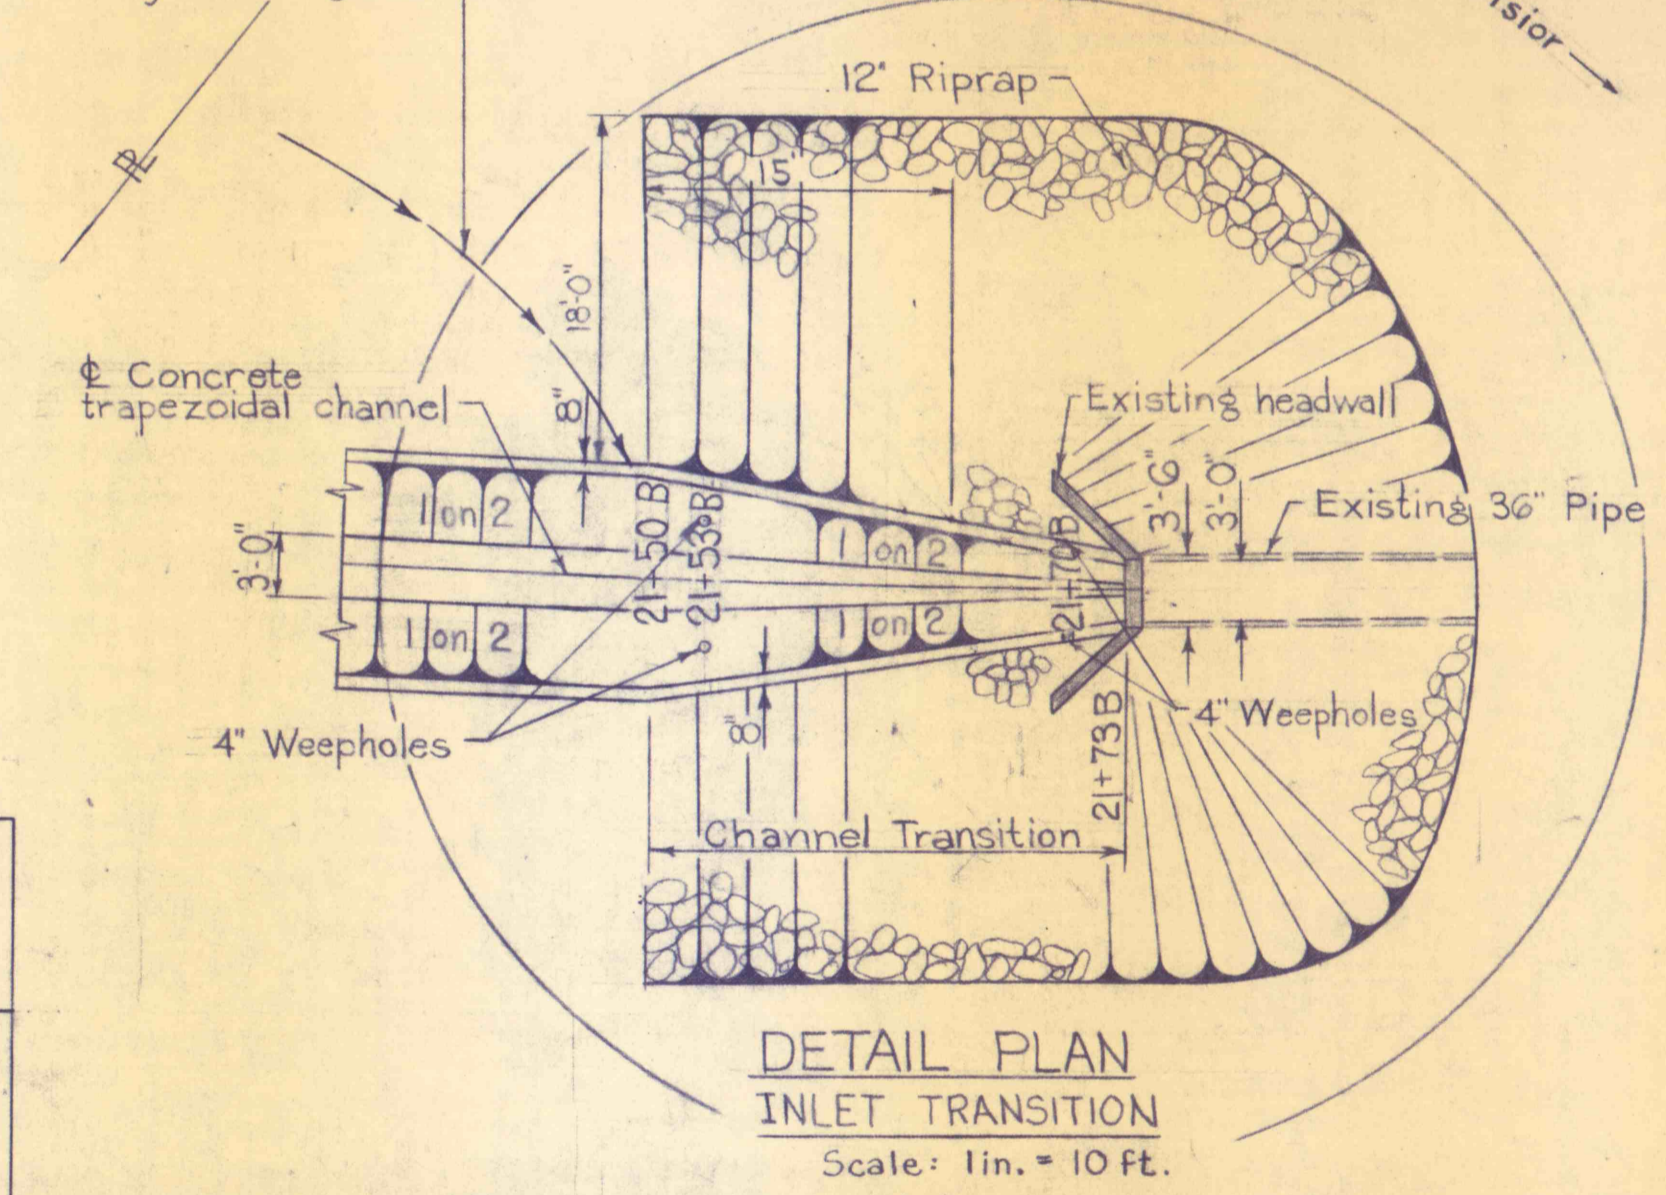 12" Riprap
15"
18'-0"
8"
℄ Concrete
trapezoidal channel
Existing headwall
3'-6"
3'-0"
Existing 36" Pipe
1 on 2
1 on 2
3'-0"
21+50 B
21+53 B
21+70 B
1 on 2
1 on 2
4" Weepholes
8"
4" Weepholes
21+73 B
Channel Transition
DETAIL PLAN
INLET TRANSITION
Scale: 1in. = 10 ft.